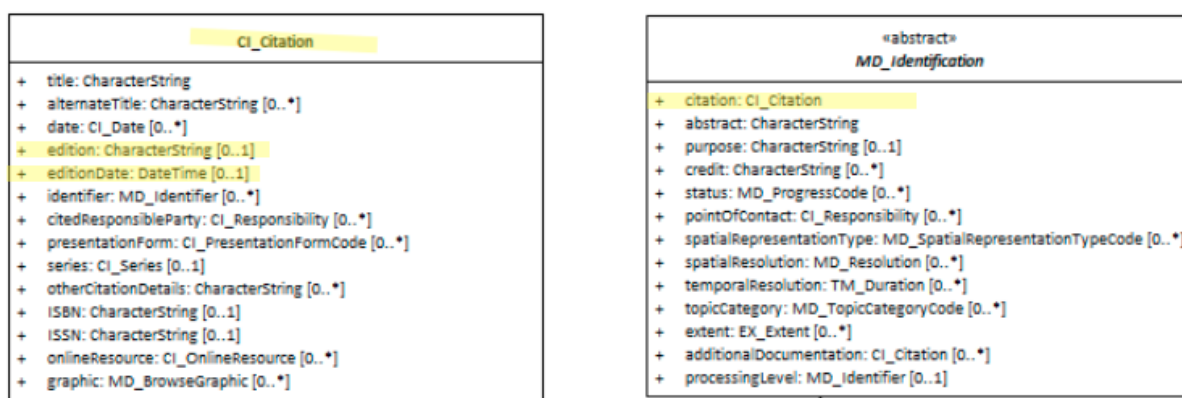 CI_Citation
+ title: CharacterString
+ alternateTitle: CharacterString [0..*]
+ date: CI_Date [0..*]
+ edition: CharacterString [0..1]
+ editionDate: DateTime [0..1]
+ identifier: MD_Identifier [0..*]
+ citedResponsibleParty: CI_Responsibility [0..*]
+ presentationForm: CI_PresentationFormCode [0..*]
+ series: CI_Series [0..1]
+ otherCitationDetails: CharacterString [0..*]
+ ISBN: CharacterString [0..1]
+ ISSN: CharacterString [0..1]
+ onlineResource: CI_OnlineResource [0..*]
+ graphic: MD_BrowseGraphic [0..*]
«abstract»
MD_Identification
+ citation: CI_Citation
+ abstract: CharacterString
+ purpose: CharacterString [0..1]
+ credit: CharacterString [0..*]
+ status: MD_ProgressCode [0..*]
+ pointOfContact: CI_Responsibility [0..*]
+ spatialRepresentationType: MD_SpatialRepresentationTypeCode [0..*]
+ spatialResolution: MD_Resolution [0..*]
+ temporalResolution: TM_Duration [0..*]
+ topicCategory: MD_TopicCategoryCode [0..*]
+ extent: EX_Extent [0..*]
+ additionalDocumentation: CI_Citation [0..*]
+ processingLevel: MD_Identifier [0..1]